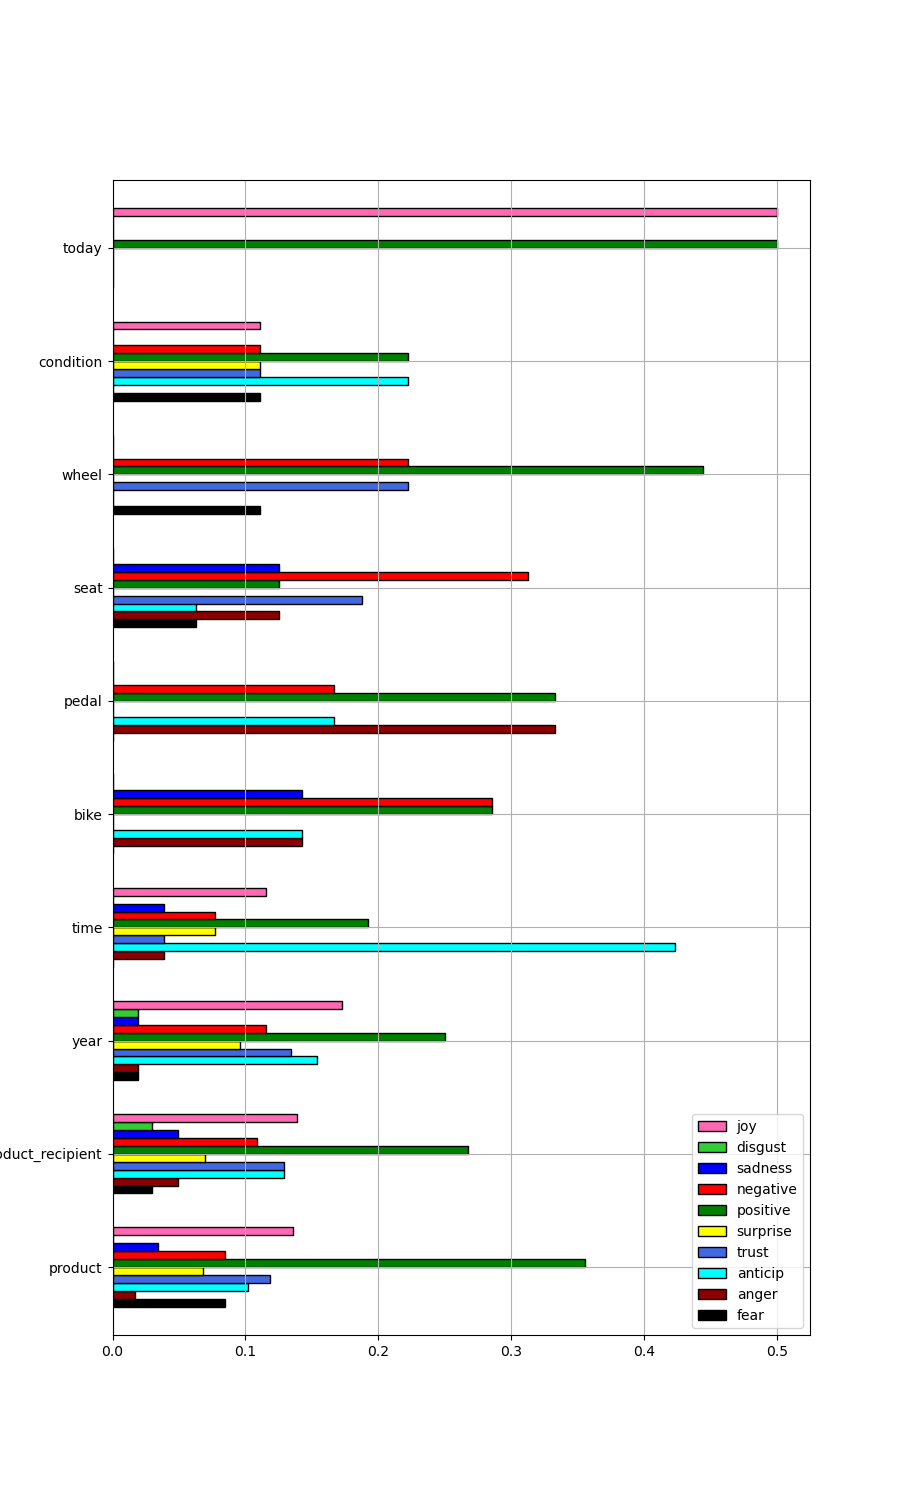 today
condition
wheel
seat
pedal
bike
time
year
oduct_recipient
product
joy
disgust
sadness
negative
positive
surprise
trust
anticip
anger
fear
0.0 0.1 0.2 0.3 0.4 0.5